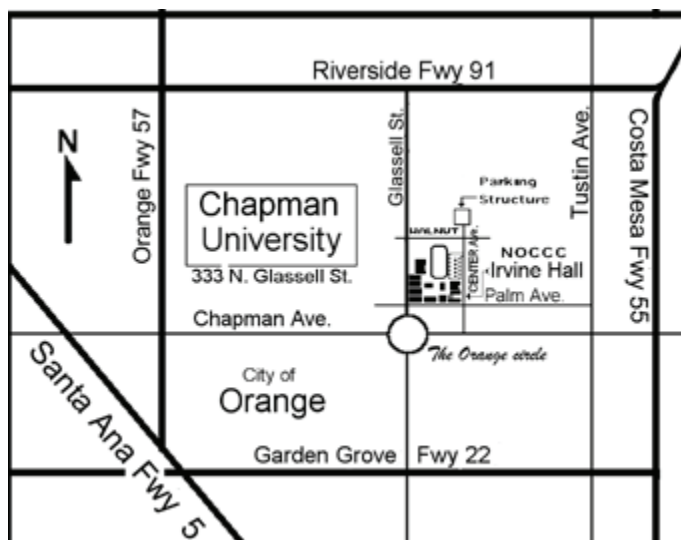 Riverside Fwy 91
N
Orange Fwy 57
Glassell St.
Tustin Ave.
Costa Mesa Fwy 55
Parking
Structure
Chapman
University
333 N. Glassell St.
WALNUT
CENTER Ave.
NOCCC
Irvine Hall
Palm Ave.
Chapman Ave.
The Orange circle
City of
Orange
Santa Ana Fwy 5
Garden Grove Fwy 22